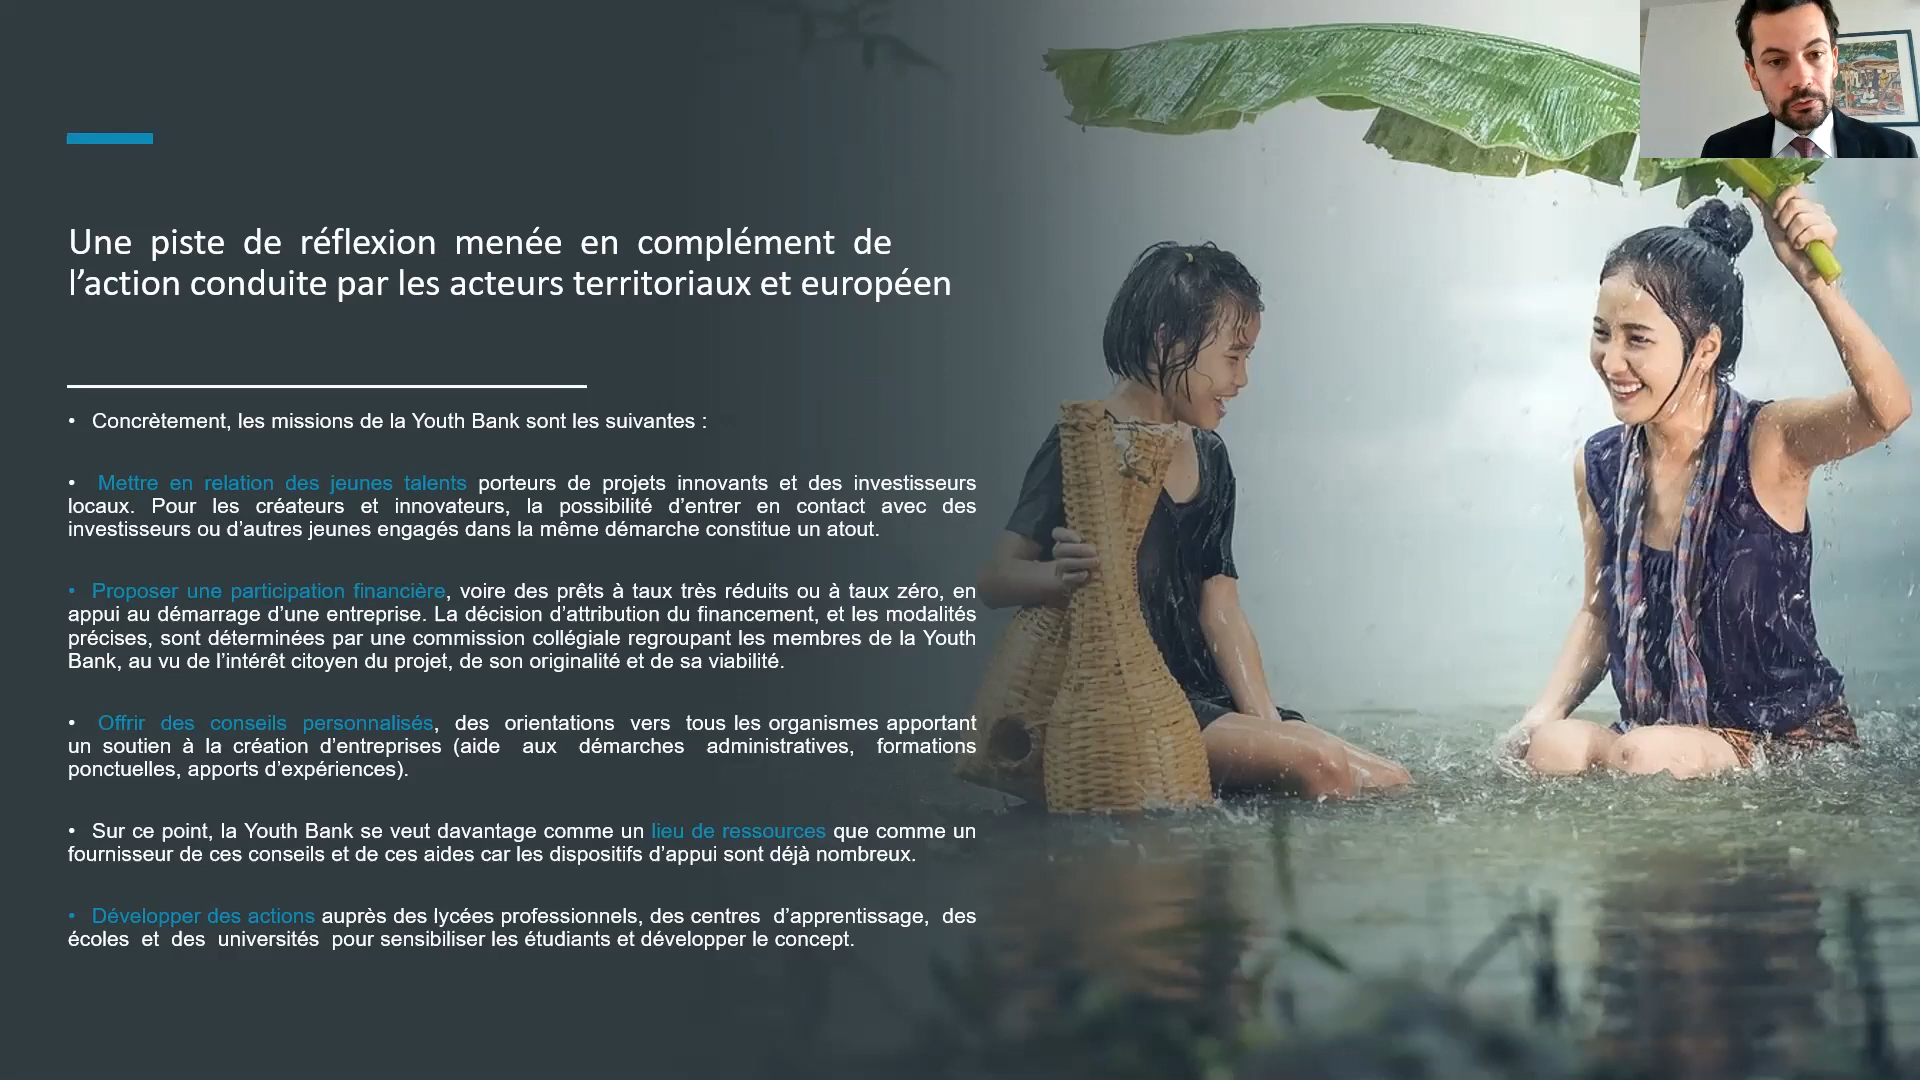 Une piste de réflexion menée en complément de
l’action conduite par les acteurs territoriaux et européen
• Concrètement, les missions de la Youth Bank sont les suivantes :
• Mettre en relation des jeunes talents porteurs de projets innovants et des investisseurs
locaux. Pour les créateurs et innovateurs, la possibilité d’entrer en contact avec des
investisseurs ou d’autres jeunes engagés dans la même démarche constitue un atout.
• Proposer une participation financière, voire des prêts à taux très réduits ou à taux zéro, en
appui au démarrage d’une entreprise. La décision d’attribution du financement, et les modalités
précises, sont déterminées par une commission collégiale regroupant les membres de la Youth
Bank, au vu de l’intérêt citoyen du projet, de son originalité et de sa viabilité.
• Offrir des conseils personnalisés, des orientations vers tous les organismes apportant
un soutien à la création d’entreprises (aide aux démarches administratives, formations
ponctuelles, apports d’expériences).
• Sur ce point, la Youth Bank se veut davantage comme un lieu de ressources que comme un
fournisseur de ces conseils et de ces aides car les dispositifs d’appui sont déjà nombreux.
• Développer des actions auprès des lycées professionnels, des centres d’apprentissage, des
écoles et des universités pour sensibiliser les étudiants et développer le concept.